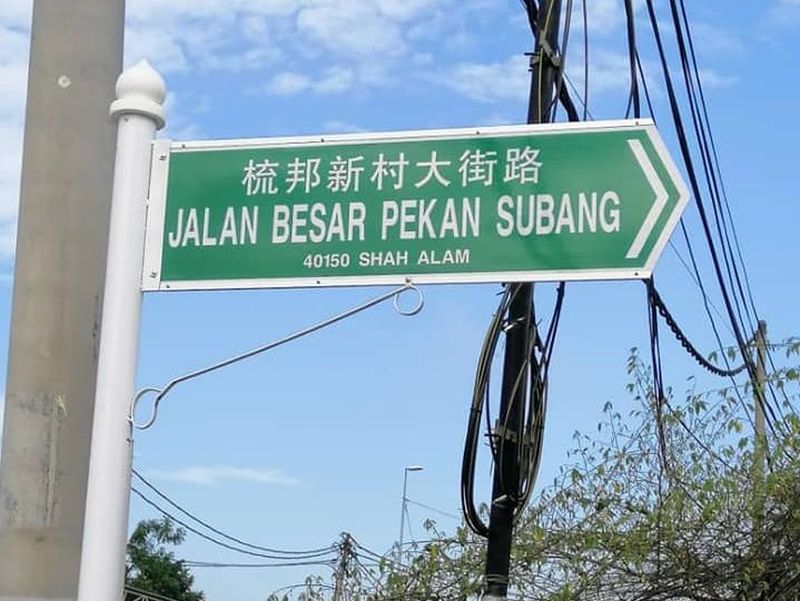 梳邦新村大街路
JALAN BESAR PEKAN SUBANG
40150 SHAH ALAM